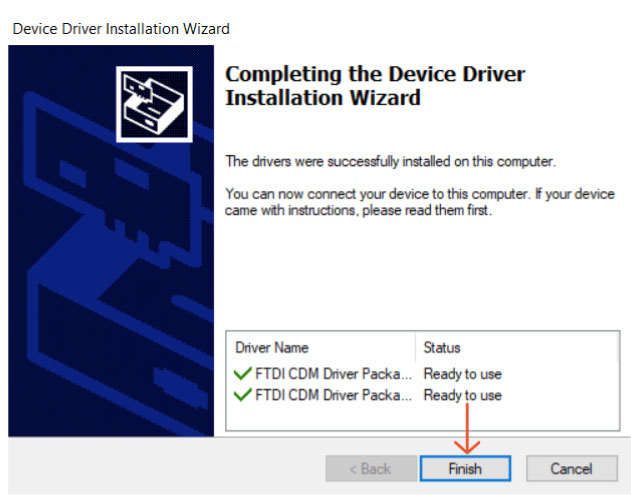 Device Driver Installation Wizard
Completing the Device Driver
Installation Wizard
The drivers were successfully installed on this computer.
You can now connect your device to this computer. If your device
came with instructions, please read them first.
Driver Name Status
FTDI CDM Driver Packa... Ready to use
FTDI CDM Driver Packa... Ready to use
< Back Finish Cancel